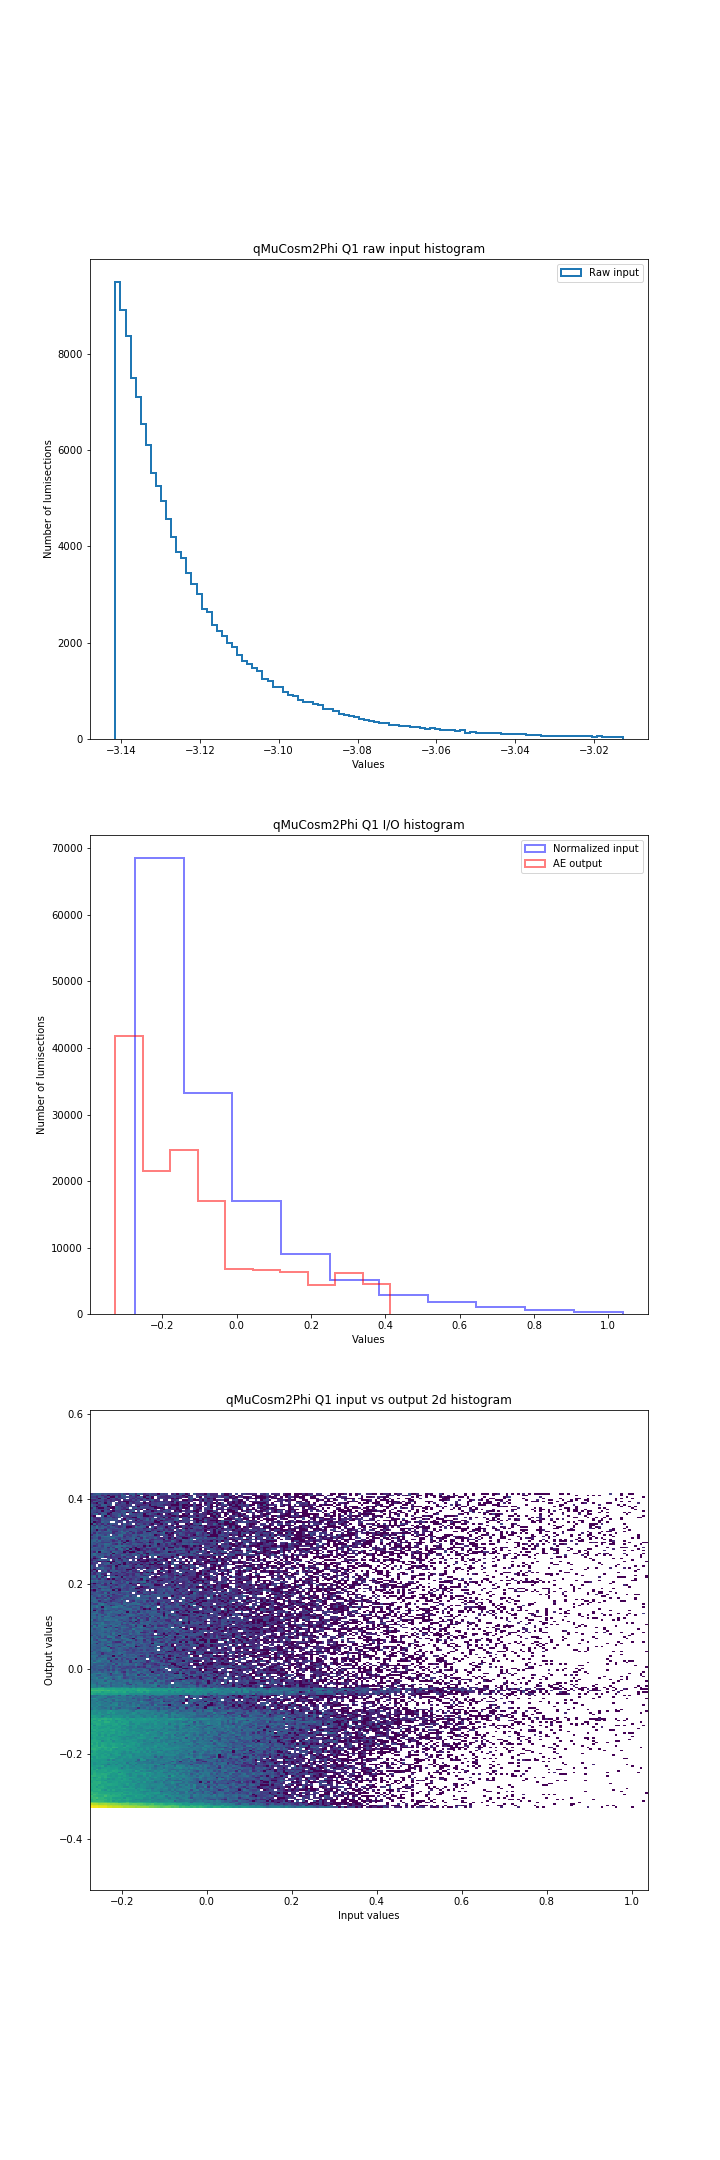 qMuCosm2Phi Q1 raw input histogram
Raw input
8000
6000
4000
2000
0
Number of lumisections
−3.14 −3.12 −3.10 −3.08 −3.06 −3.04 −3.02
Values
qMuCosm2Phi Q1 I/O histogram
Normalized input
AE output
70000
60000
50000
40000
30000
20000
10000
0
Number of lumisections
−0.2 0.0 0.2 0.4 0.6 0.8 1.0
Values
qMuCosm2Phi Q1 input vs output 2d histogram
0.6
0.4
0.2
0.0
−0.2
−0.4
Output values
−0.2 0.0 0.2 0.4 0.6 0.8 1.0
Input values